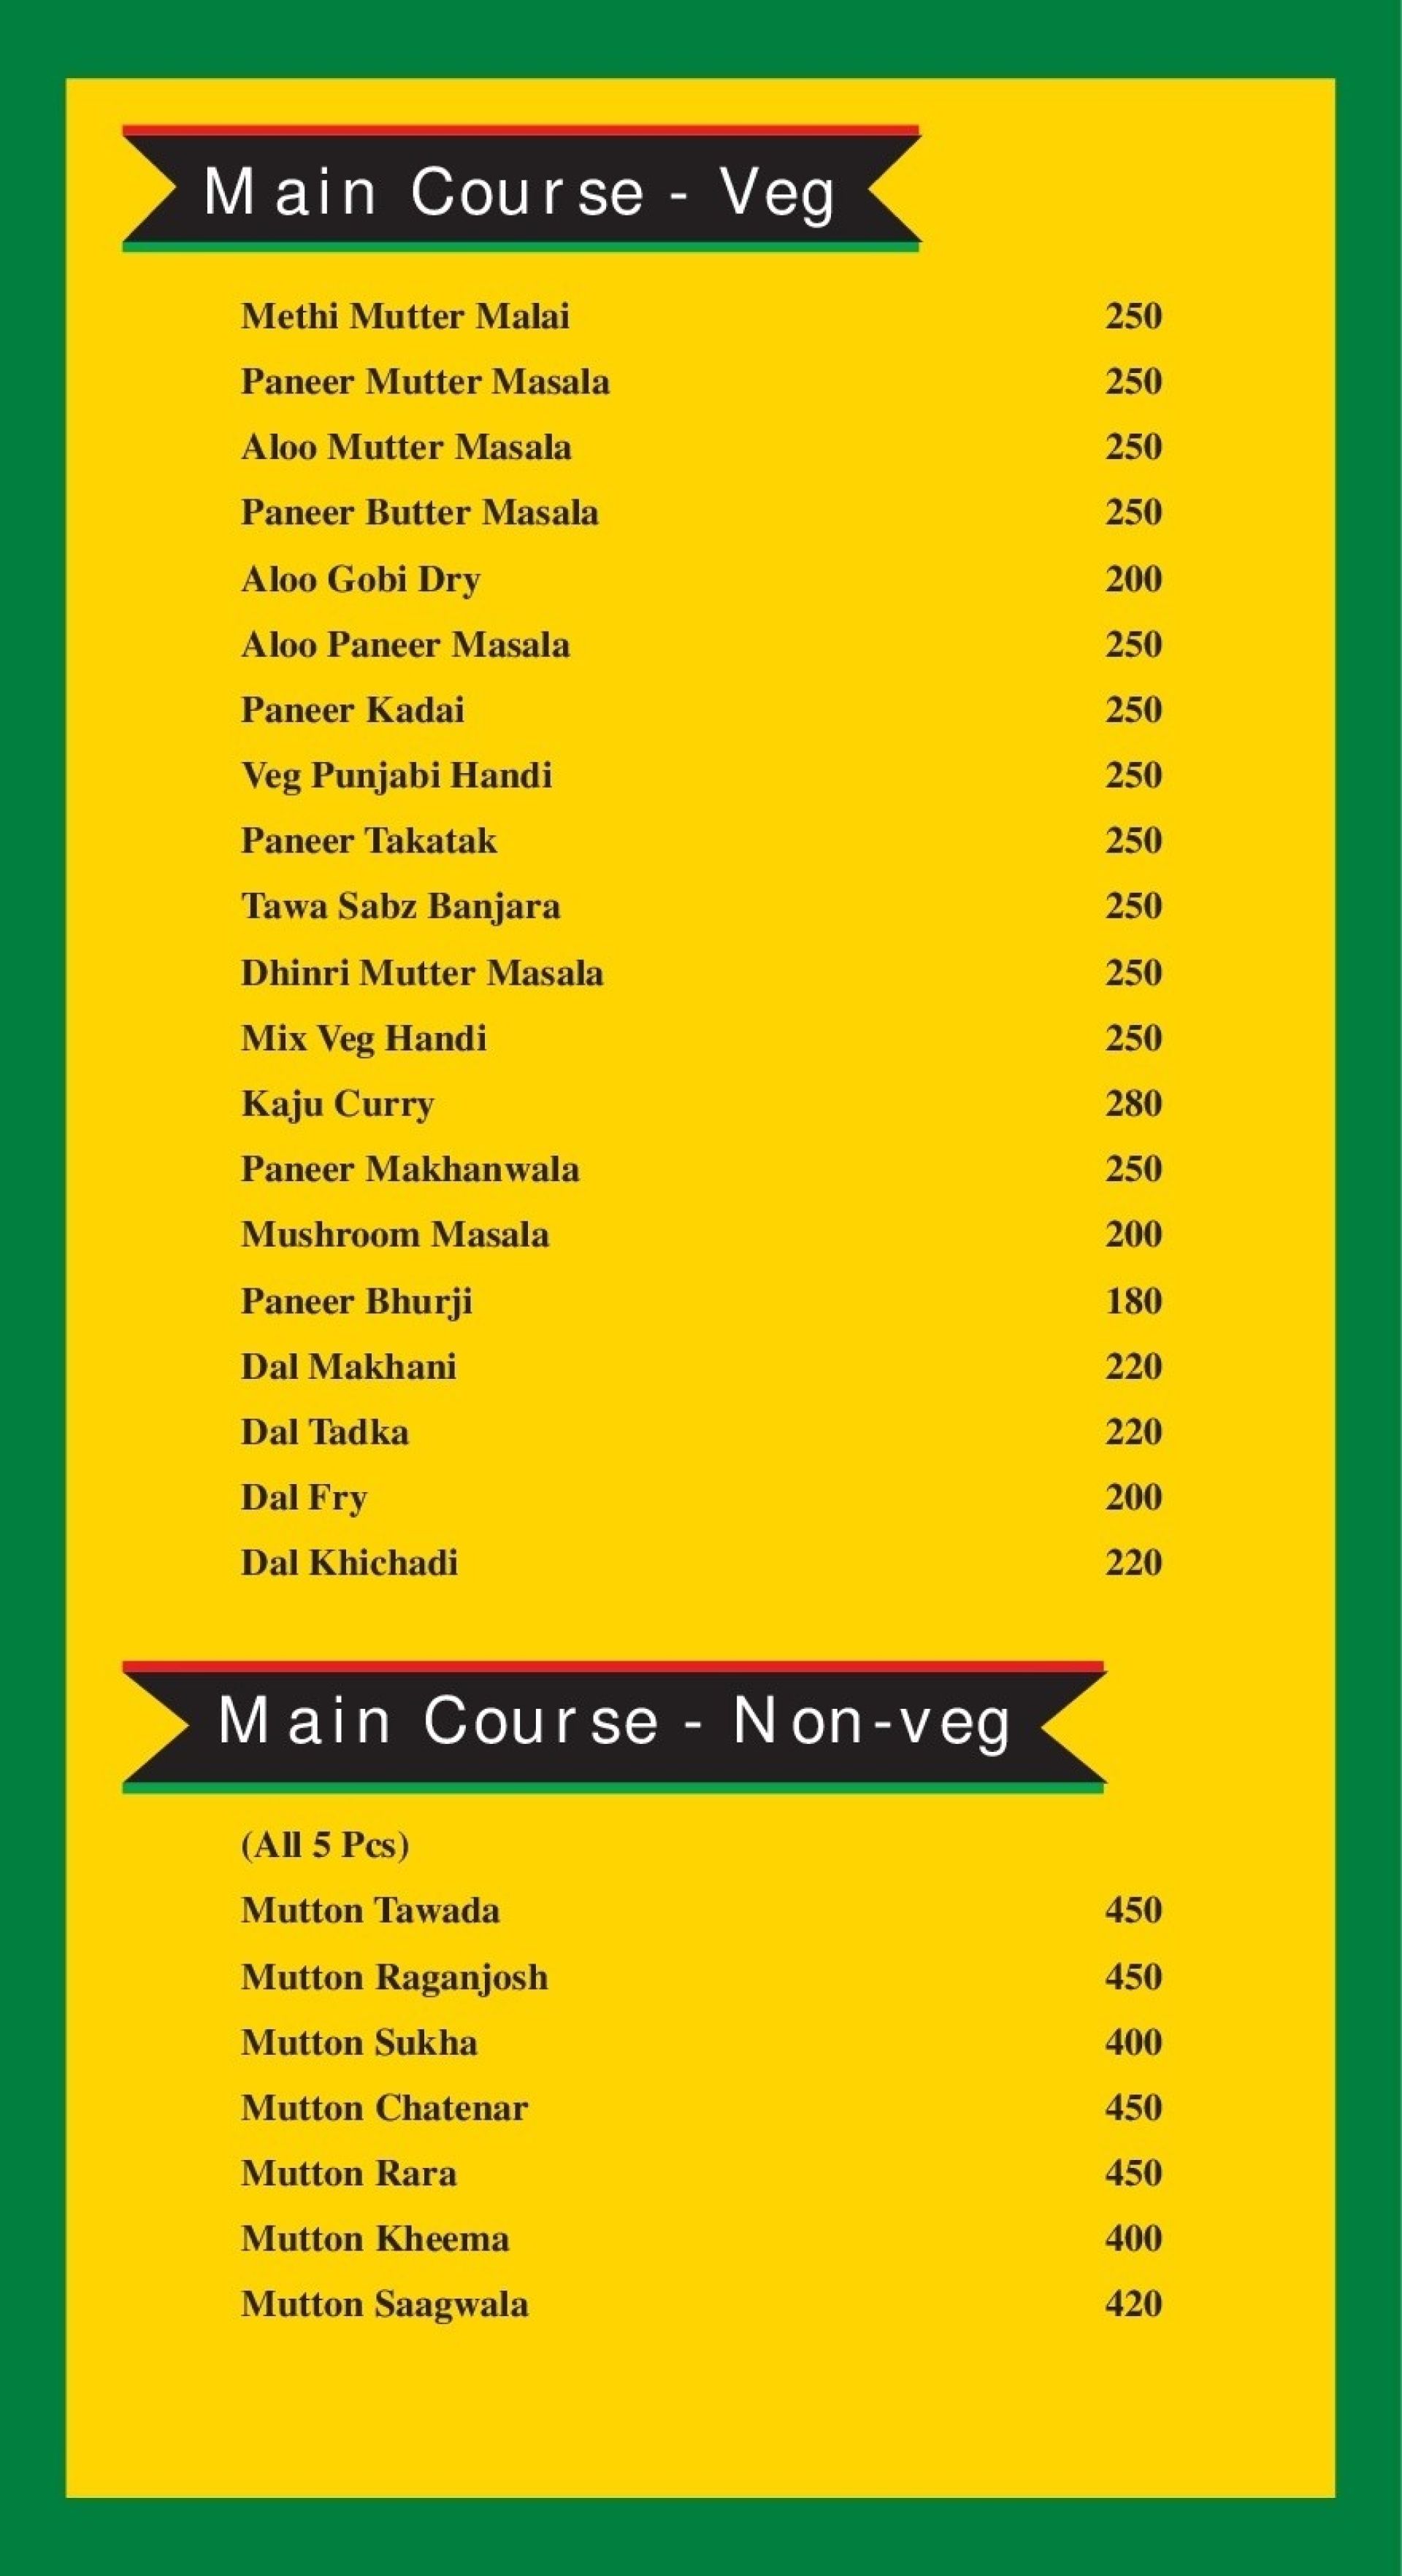 Main Course - Veg
Methi Mutter Malai 250
Paneer Mutter Masala 250
Aloo Mutter Masala 250
Paneer Butter Masala 250
Aloo Gobi Dry 200
Aloo Paneer Masala 250
Paneer Kadai 250
Veg Punjabi Handi 250
Paneer Takatak 250
Tawa Sabz Banjara 250
Dhinri Mutter Masala 250
Mix Veg Handi 250
Kaju Curry 280
Paneer Makhanwala 250
Mushroom Masala 200
Paneer Bhurji 180
Dal Makhani 220
Dal Tadka 220
Dal Fry 200
Dal Khichadi 220
Main Course - Non-veg
(All 5 Pcs)
Mutton Tawada 450
Mutton Raganjosh 450
Mutton Sukha 400
Mutton Chatenar 450
Mutton Rara 450
Mutton Kheema 400
Mutton Saagwala 420